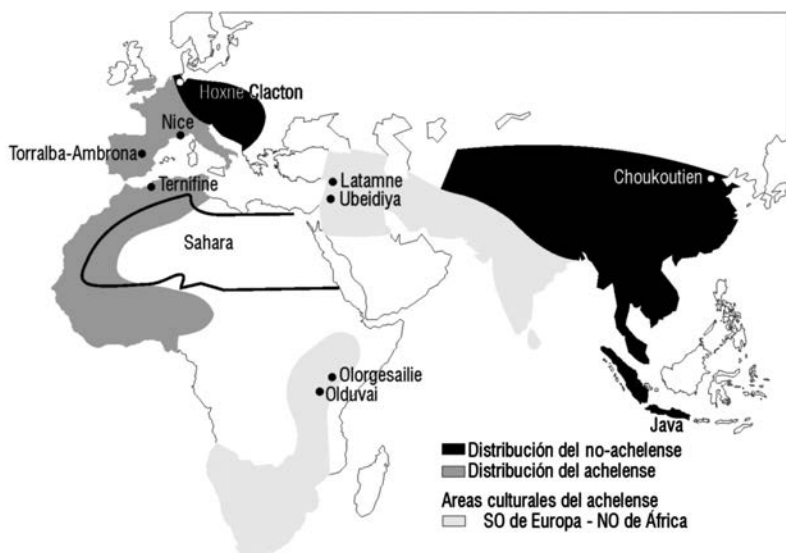 Hoxne Clacton
Nice
Torralba-Ambrona
Ternifine
Latamne
Ubeidiya
Choukoutien
Sahara
Olorgesailie
Olduvai
Java
Distribución del no-achelense
Distribución del achelense
Areas culturales del achelense
SO de Europa - NO de África